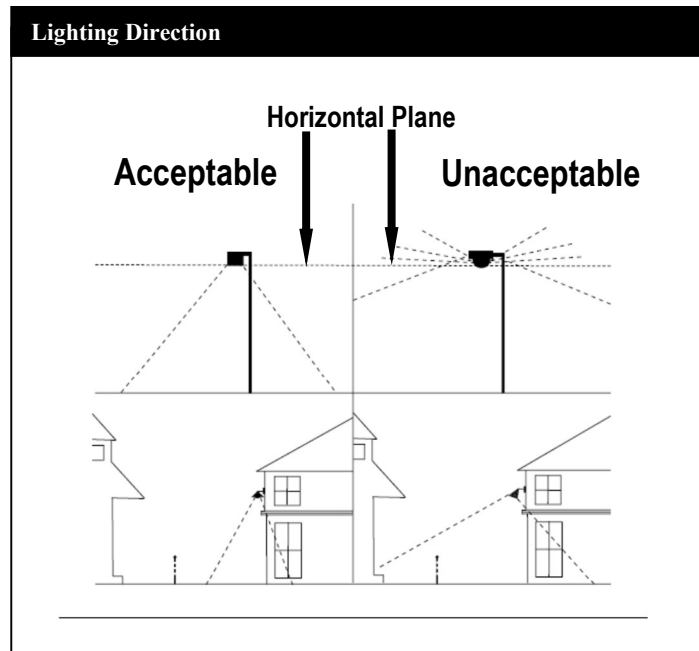 Lighting Direction
Horizontal Plane
Acceptable
Unacceptable